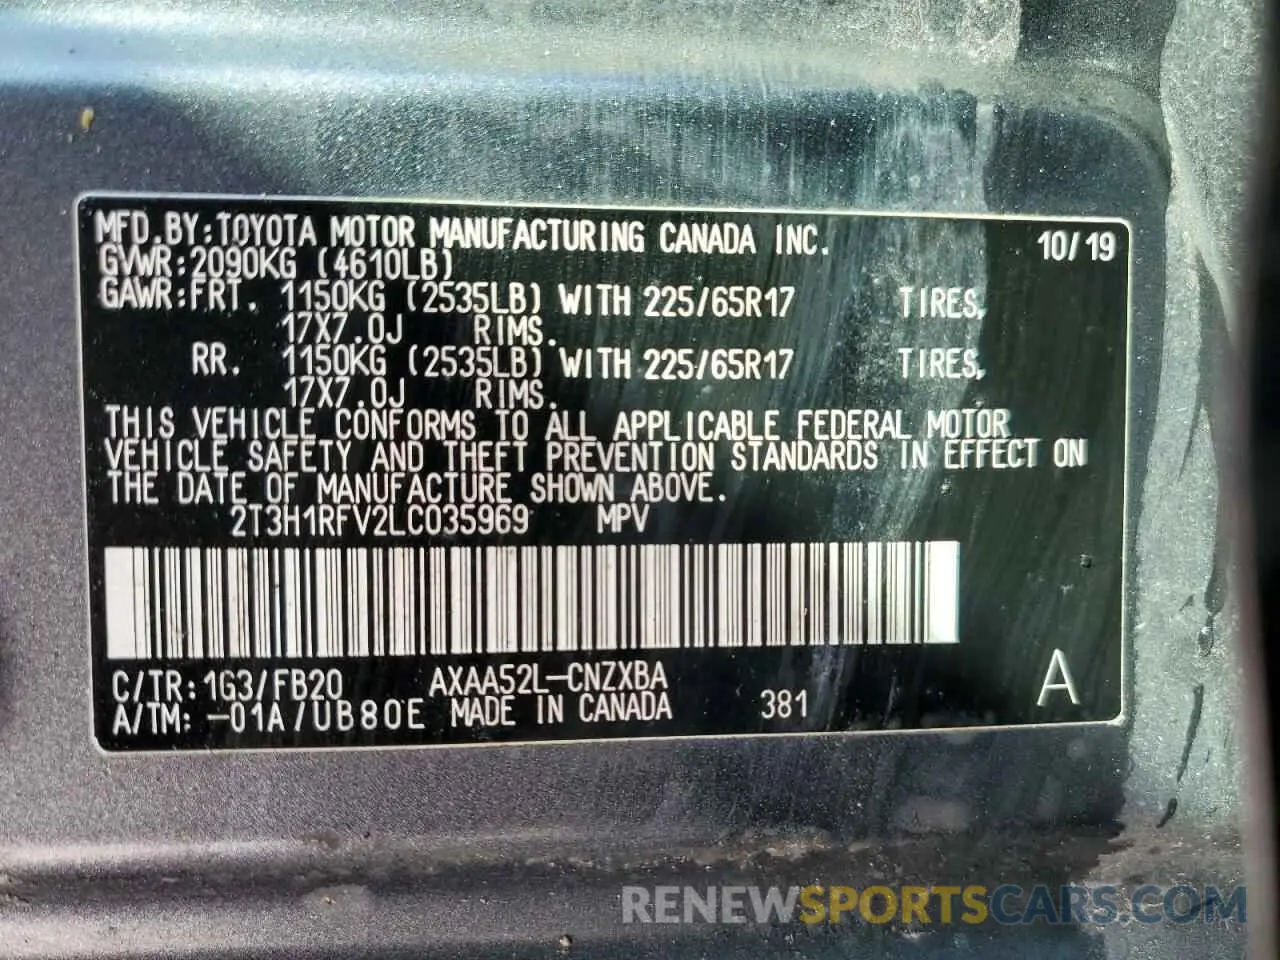 MFD.BY:TOYOTA MOTOR MANUFACTURING CANADA INC. 10/19
GVWR:2090KG (4610LB)
GAWR:FRT. 1150KG (2535LB) WITH 225/65R17 TIRES,
17X7.0J RIMS.
RR. 1150KG (2535LB) WITH 225/65R17 TIRES,
17X7.0J RIMS.
THIS VEHICLE CONFORMS TO ALL APPLICABLE FEDERAL MOTOR
VEHICLE SAFETY AND THEFT PREVENTION STANDARDS IN EFFECT ON
THE DATE OF MANUFACTURE SHOWN ABOVE.
2T3H1RFV2LC035969 MPV
C/TR:1G3/FB20 AXAA52L-CNZXBA
A/TM:-01A/UB80E MADE IN CANADA 381 A
RENEWSPORTSCARS.COM